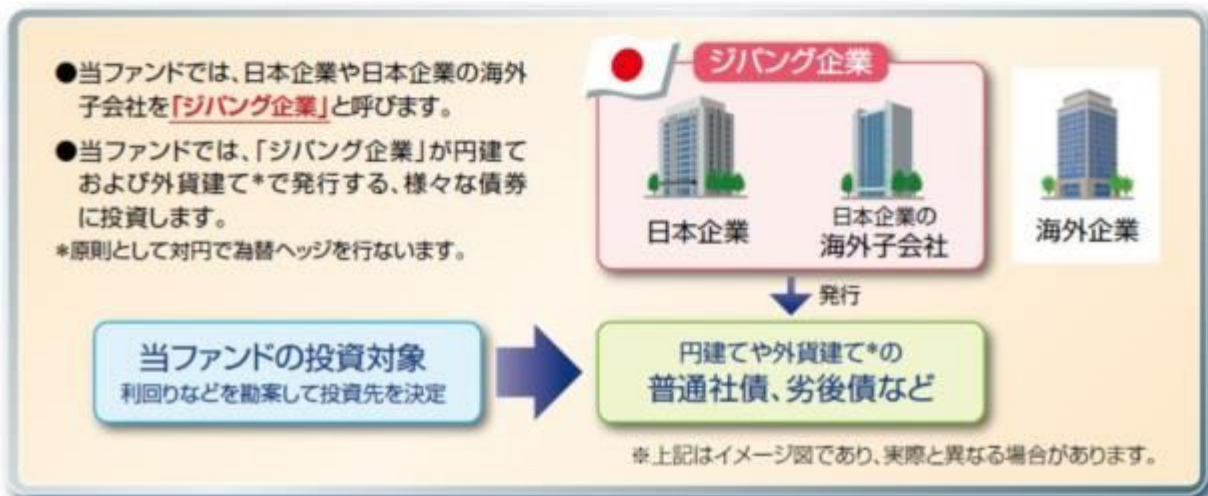 ●当ファンドでは、日本企業や日本企業の海外
子会社を「ジパング企業」と呼びます。
●当ファンドでは、「ジパング企業」が円建て
および外貨建て*で発行する、様々な債券
に投資します。
*原則として対円で為替ヘッジを行ないます。
ジパング企業
日本企業
日本企業の
海外子会社
海外企業
発行
当ファンドの投資対象
利回りなどを勘案して投資先を決定
円建てや外貨建て*の
普通社債、劣後債など
※上記はイメージ図であり、実際と異なる場合があります。